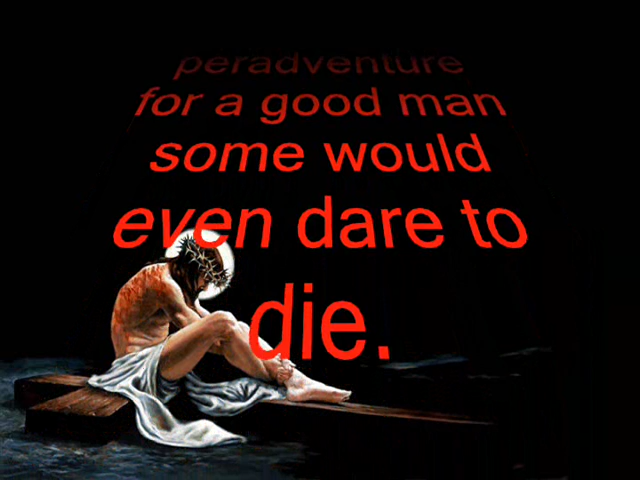 peradventure
for a good man
some would
even dare to
die.